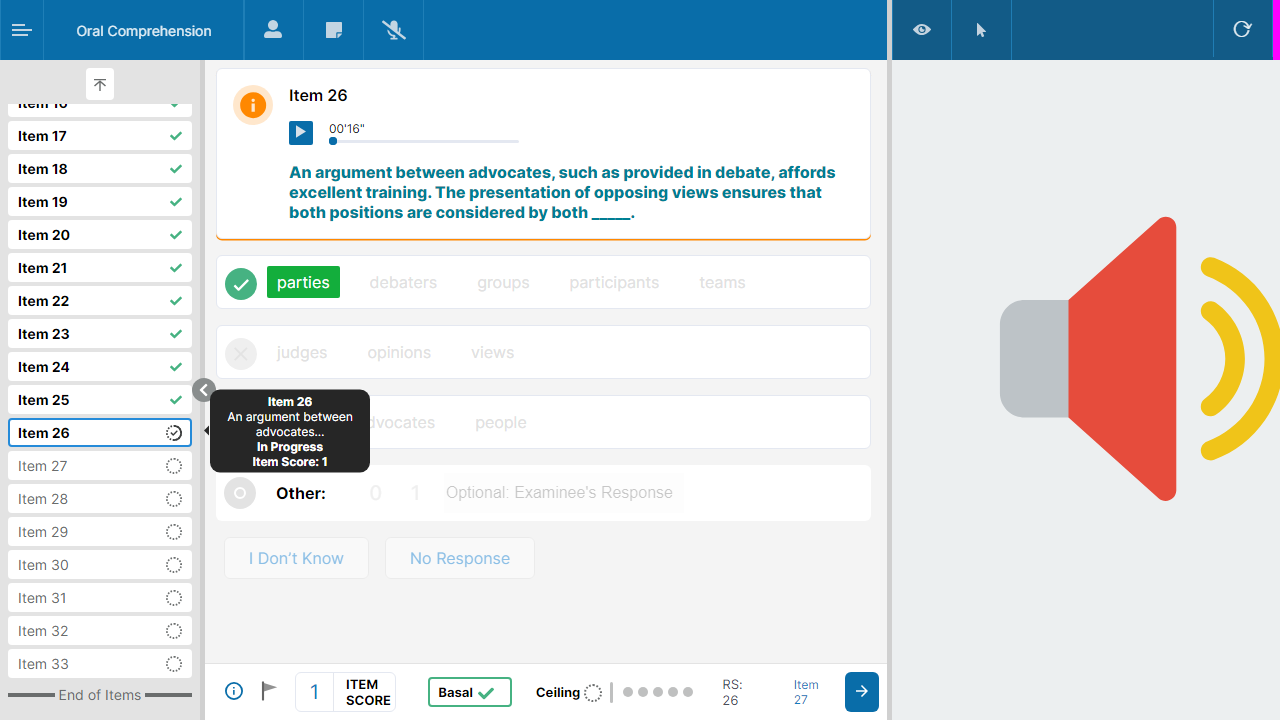 Oral Comprehension
Item 17
Item 18
Item 19
Item 20
Item 21
Item 22
Item 23
Item 24
Item 25
Item 26
Item 27
Item 28
Item 29
Item 30
Item 31
Item 32
Item 33
End of Items
Item 26
00'16"
An argument between advocates, such as provided in debate, affords
excellent training. The presentation of opposing views ensures that
both positions are considered by both _____.
parties debaters groups participants teams
judges opinions views
people
Item 26
An argument between
advocates...
In Progress
Item Score: 1
Other: 0 1 Optional: Examinee's Response
I Don't Know No Response
1 ITEM
SCORE
Basal
Ceiling
RS:
26
Item
27